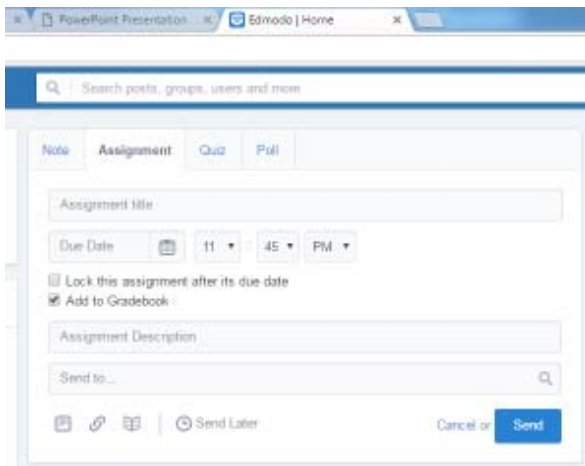 PowerPoint Presentation Edmodo | Home
Search posts, groups, users and more
Note Assignment Quiz Poll
Assignment title
Due Date 11 : 45 PM
Lock this assignment after its due date
Add to Gradebook
Assignment Description
Send to...
Send Later Cancel or Send